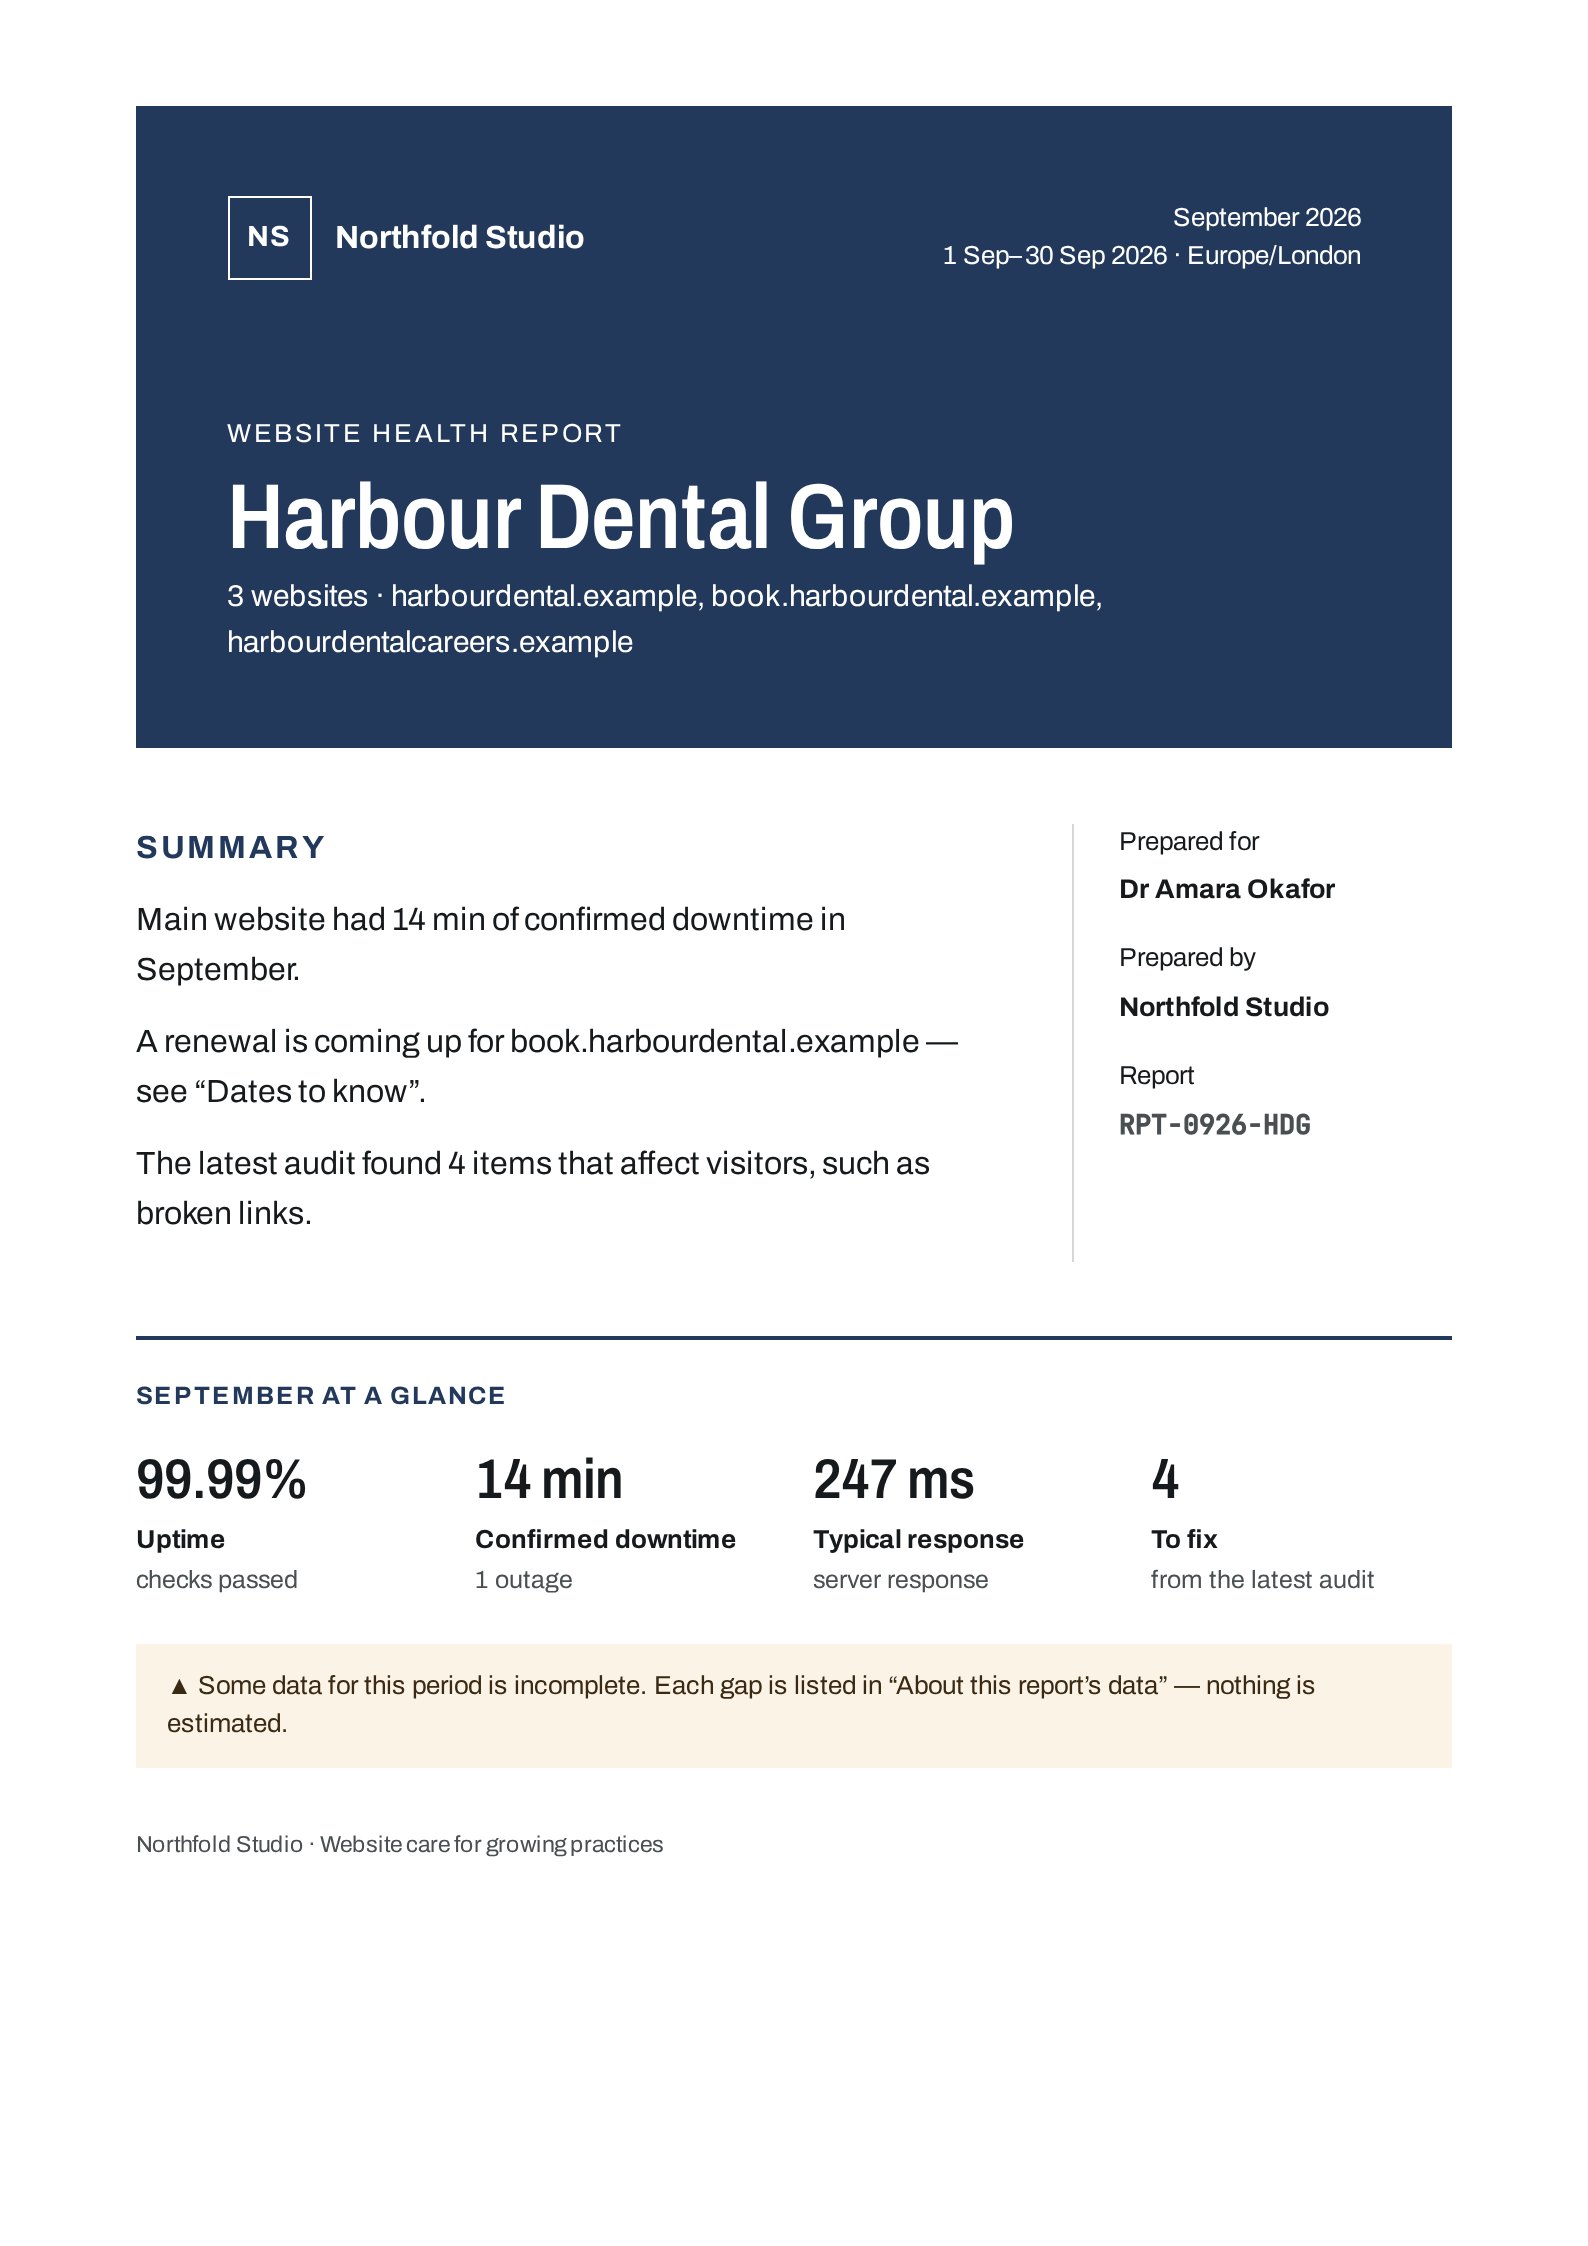 NS
Northfold Studio
September 2026
1 Sep–30 Sep 2026 · Europe/London
WEBSITE HEALTH REPORT
Harbour Dental Group
3 websites · harbourdental.example, book.harbourdental.example,
harbourdentalcareers.example
SUMMARY
Main website had 14 min of confirmed downtime in
September.
A renewal is coming up for book.harbourdental.example —
see “Dates to know”.
The latest audit found 4 items that affect visitors, such as
broken links.
Prepared for
Dr Amara Okafor
Prepared by
Northfold Studio
Report
RPT-0926-HDG
SEPTEMBER AT A GLANCE
99.99%
Uptime
checks passed
14 min
Confirmed downtime
1 outage
247 ms
Typical response
server response
4
To fix
from the latest audit
▲ Some data for this period is incomplete. Each gap is listed in “About this report’s data” — nothing is
estimated.
Northfold Studio · Website care for growing practices